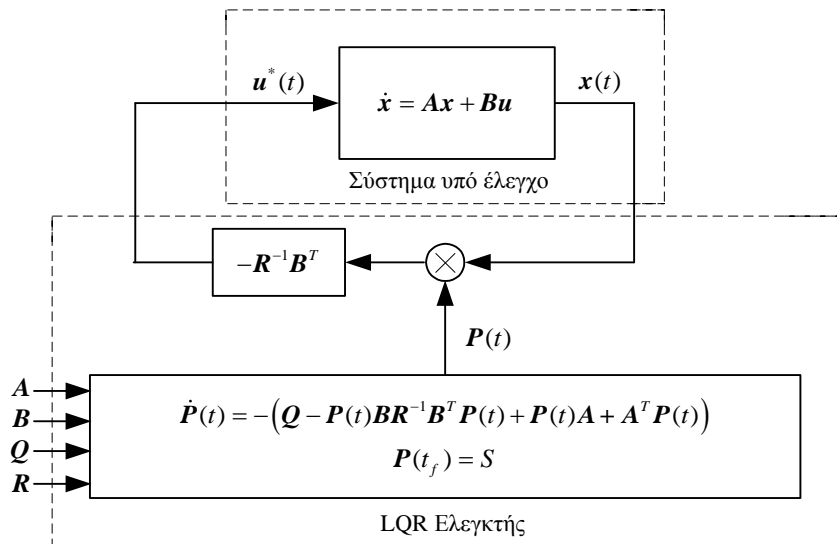 u*(t)
ẋ = Ax + Bu
x(t)
Σύστημα υπό έλεγχο
−R⁻¹Bᵀ
P(t)
A
B
Q
R
Ṗ(t) = −(Q − P(t)BR⁻¹BᵀP(t) + P(t)A + AᵀP(t))
P(t_f) = S
LQR Ελεγκτής